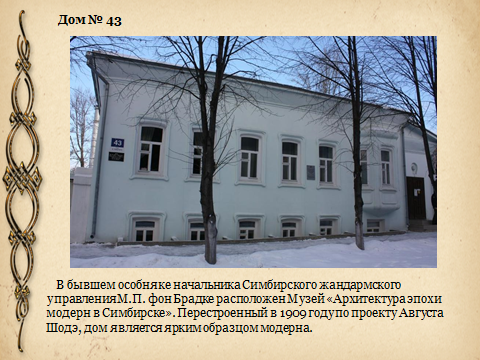 Дом № 43
43
В бывшем особняке начальника Симбирского жандармского
управления М.П. фон Брадке расположен Музей «Архитектура эпохи
модерн в Симбирске». Перестроенный в 1909 году по проекту Августа
Шодэ, дом является ярким образцом модерна.